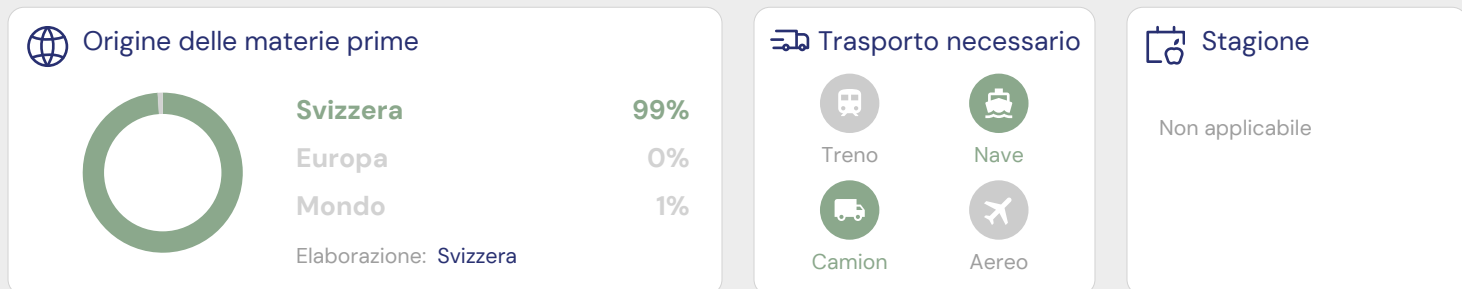 Origine delle materie prime
Svizzera 99%
Europa 0%
Mondo 1%
Elaborazione: Svizzera
Trasporto necessario
Treno Nave
Camion Aereo
Stagione
Non applicabile